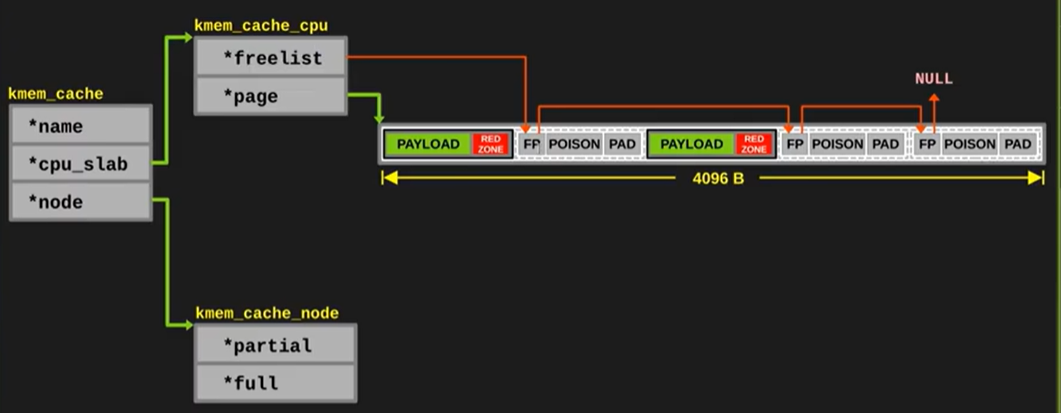 kmem_cache
*name
*cpu_slab
*node
kmem_cache_cpu
*freelist
*page
NULL
PAYLOAD RED ZONE FP POISON PAD PAYLOAD RED ZONE FP POISON PAD FP POISON PAD
4096 B
kmem_cache_node
*partial
*full